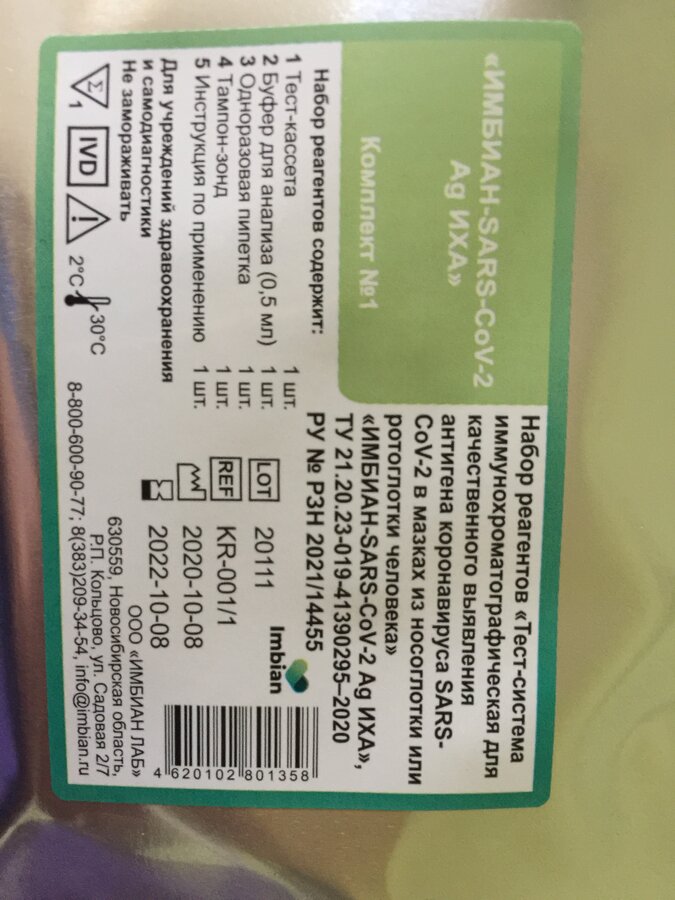 «ИМБИАН-SARS-CoV-2
Ag ИХА»
Комплект №1
Набор реагентов «Тест-система
иммунохроматографическая для
качественного выявления
антигена коронавируса SARS-
CoV-2 в мазках из носоглотки или
ротоглотки человека»
«ИМБИАН-SARS-CoV-2 Ag ИХА»,
ТУ 21.20.23-019-41390295–2020
РУ № РЗН 2021/14455
Набор реагентов содержит:
1 Тест-кассета 1 шт.
2 Буфер для анализа (0,5 мл) 1 шт.
3 Одноразовая пипетка 1 шт.
4 Тампон-зонд 1 шт.
5 Инструкция по применению 1 шт.
Для учреждений здравоохранения
и самодиагностики
Не замораживать
Σ
1
IVD
2°C
30°C
LOT 20111
REF KR-001/1
2020-10-08
2022-10-08
Imbian
4 620102 801358
ООО «ИМБИАН ЛАБ»
630559, Новосибирская область,
Р.П. Кольцово, ул. Садовая 2/7
8-800-600-90-77; 8(383)209-34-54, info@imbian.ru